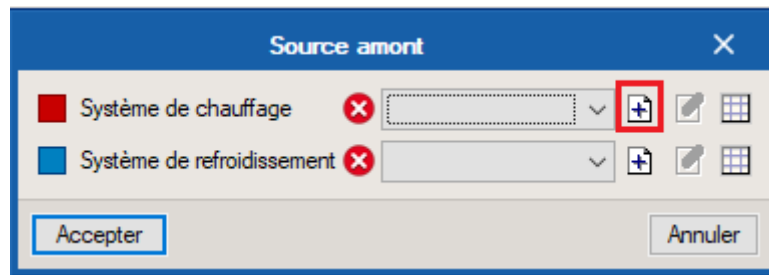 Source amont
Système de chauffage
Système de refroidissement
Accepter
Annuler